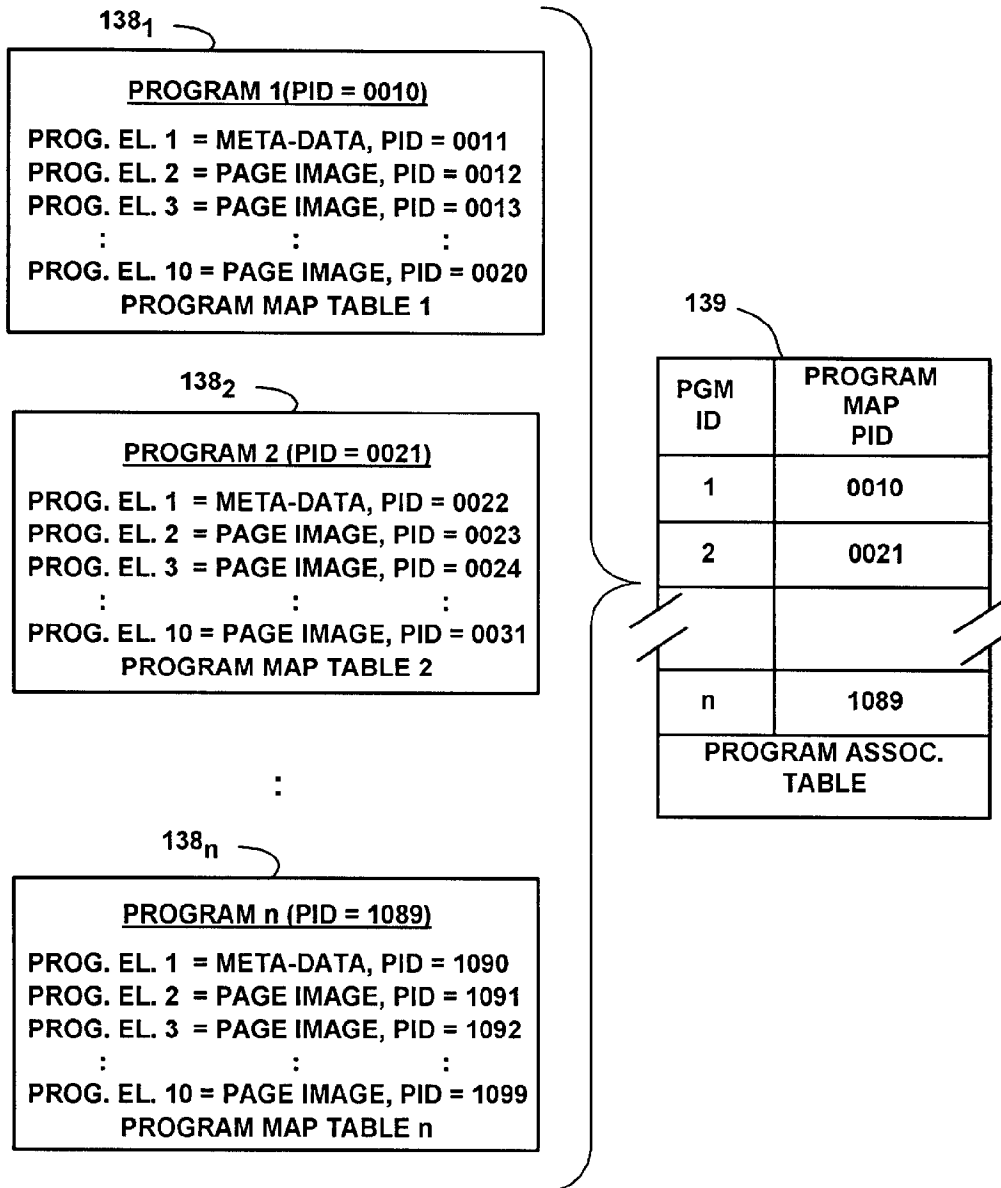 138₁
PROGRAM 1(PID = 0010)
PROG. EL. 1 = META-DATA, PID = 0011
PROG. EL. 2 = PAGE IMAGE, PID = 0012
PROG. EL. 3 = PAGE IMAGE, PID = 0013
: : :
PROG. EL. 10 = PAGE IMAGE, PID = 0020
PROGRAM MAP TABLE 1
138₂
PROGRAM 2 (PID = 0021)
PROG. EL. 1 = META-DATA, PID = 0022
PROG. EL. 2 = PAGE IMAGE, PID = 0023
PROG. EL. 3 = PAGE IMAGE, PID = 0024
: : :
PROG. EL. 10 = PAGE IMAGE, PID = 0031
PROGRAM MAP TABLE 2
:
138ₙ
PROGRAM n (PID = 1089)
PROG. EL. 1 = META-DATA, PID = 1090
PROG. EL. 2 = PAGE IMAGE, PID = 1091
PROG. EL. 3 = PAGE IMAGE, PID = 1092
: : :
PROG. EL. 10 = PAGE IMAGE, PID = 1099
PROGRAM MAP TABLE n
139
PGM ID
PROGRAM MAP PID
1 0010
2 0021
n 1089
PROGRAM ASSOC.
TABLE